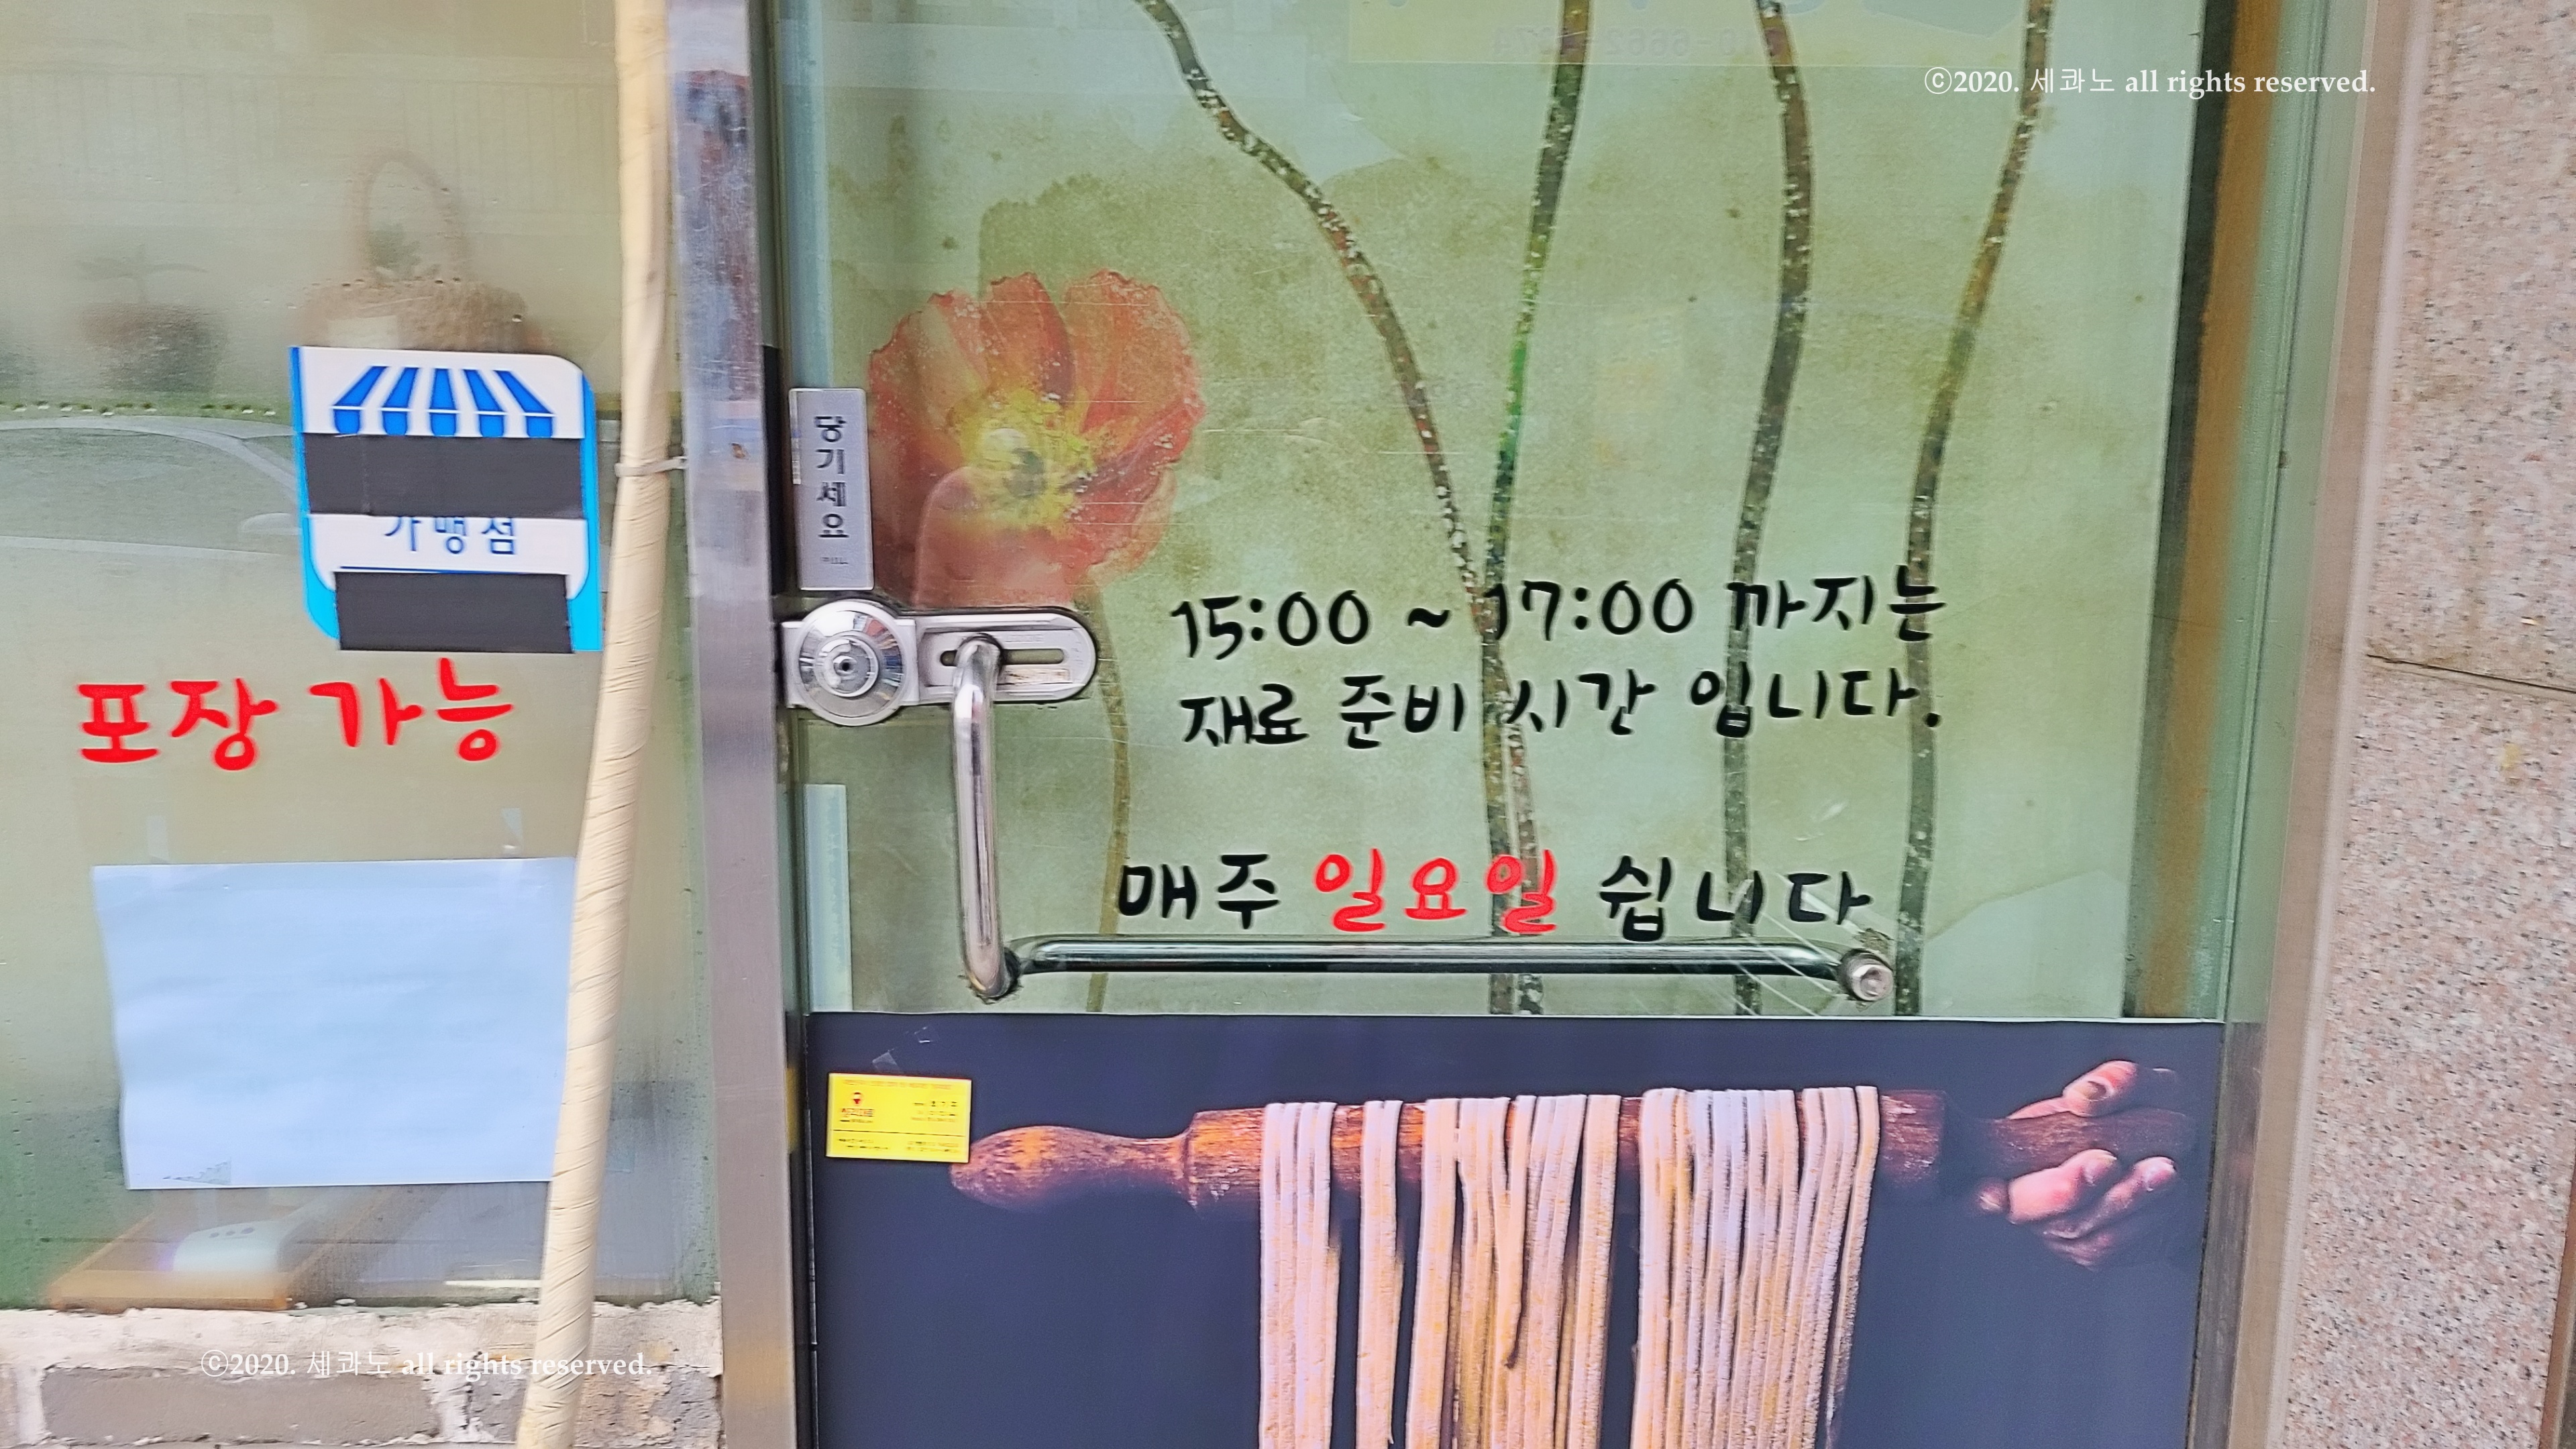 ⓒ2020. 세콰노 all rights reserved.
당기세요
가맹점
15:00 ~ 17:00 까지는
재료 준비 시간 입니다.
포장 가능
매주 일요일 쉽니다
ⓒ2020. 세콰노 all rights reserved.